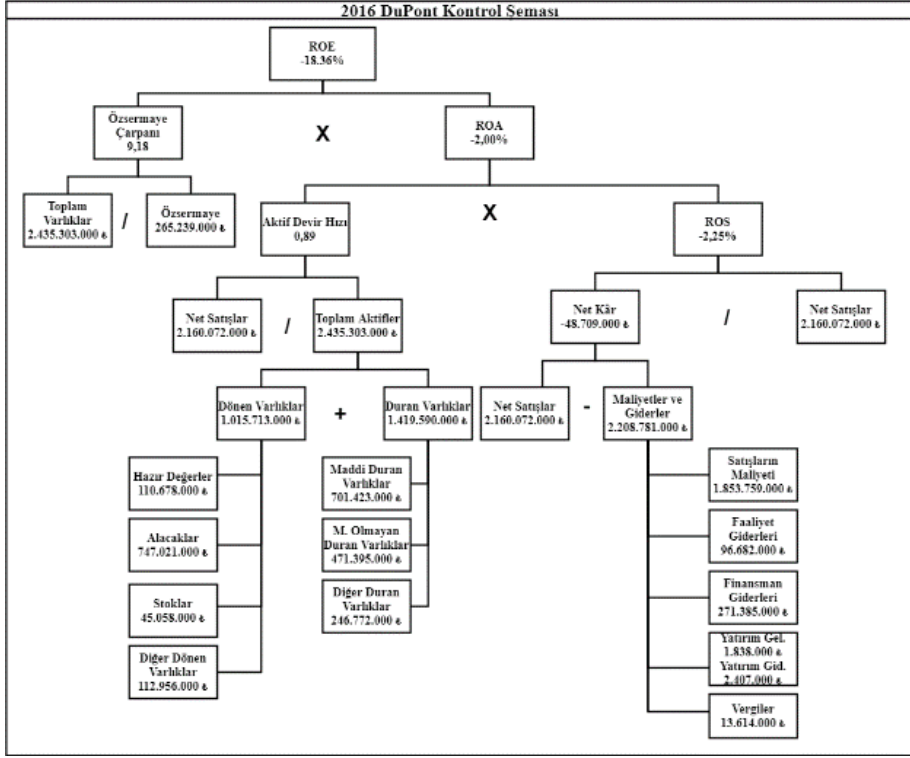 2016 DuPont Kontrol Şeması
ROE
-18.36%
Özsermaye
Çarpanı
9,18
X
ROA
-2,00%
Toplam
Varlıklar
2.435.303.000 ₺
/
Özsermaye
265.239.000 ₺
Aktif Devir Hızı
0,89
X
ROS
-2,25%
Net Satışlar
2.160.072.000 ₺
/
Toplam Aktifler
2.435.303.000 ₺
Net Kâr
-48.709.000 ₺
/
Net Satışlar
2.160.072.000 ₺
Dönen Varlıklar
1.015.713.000 ₺
+
Duran Varlıklar
1.419.590.000 ₺
Net Satışlar
2.160.072.000 ₺
-
Maliyetler ve
Giderler
2.208.781.000 ₺
Hazır Değerler
110.678.000 ₺
Alacaklar
747.021.000 ₺
Stoklar
45.058.000 ₺
Diğer Dönen
Varlıklar
112.956.000 ₺
Maddi Duran
Varlıklar
701.423.000 ₺
M. Olmayan
Duran Varlıklar
471.395.000 ₺
Diğer Duran
Varlıklar
246.772.000 ₺
Satışların
Maliyeti
1.853.759.000 ₺
Faaliyet
Giderleri
96.682.000 ₺
Finansman
Giderleri
271.385.000 ₺
Yatırım Gel.
1.838.000 ₺
Yatırım Gid.
2.407.000 ₺
Vergiler
13.614.000 ₺